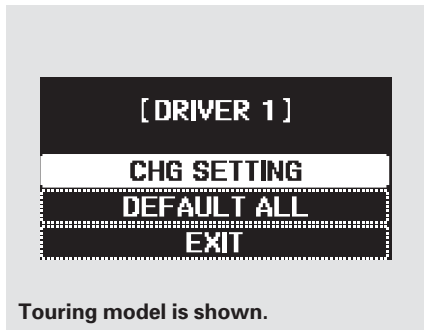 [DRIVER 1]
CHG SETTING
DEFAULT ALL
EXIT
Touring model is shown.